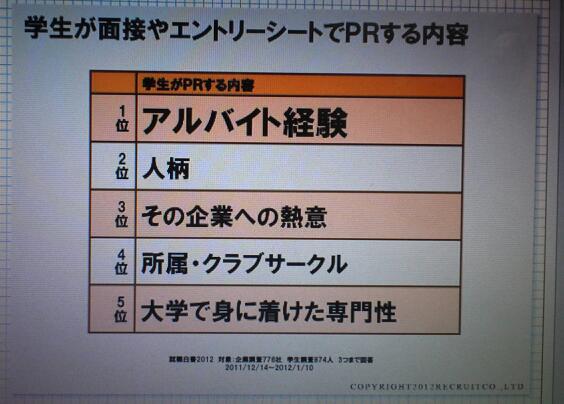 学生が面接やエントリーシートでPRする内容
学生がPRする内容
1位 アルバイト経験
2位 人柄
3位 その企業への熱意
4位 所属・クラブサークル
5位 大学で身に着けた専門性
就職白書2012 対象:企業調査776社 学生調査874人 3つまで回答
2011/12/14～2012/1/10
COPYRIGHT2012RECRUITCO.,LTD